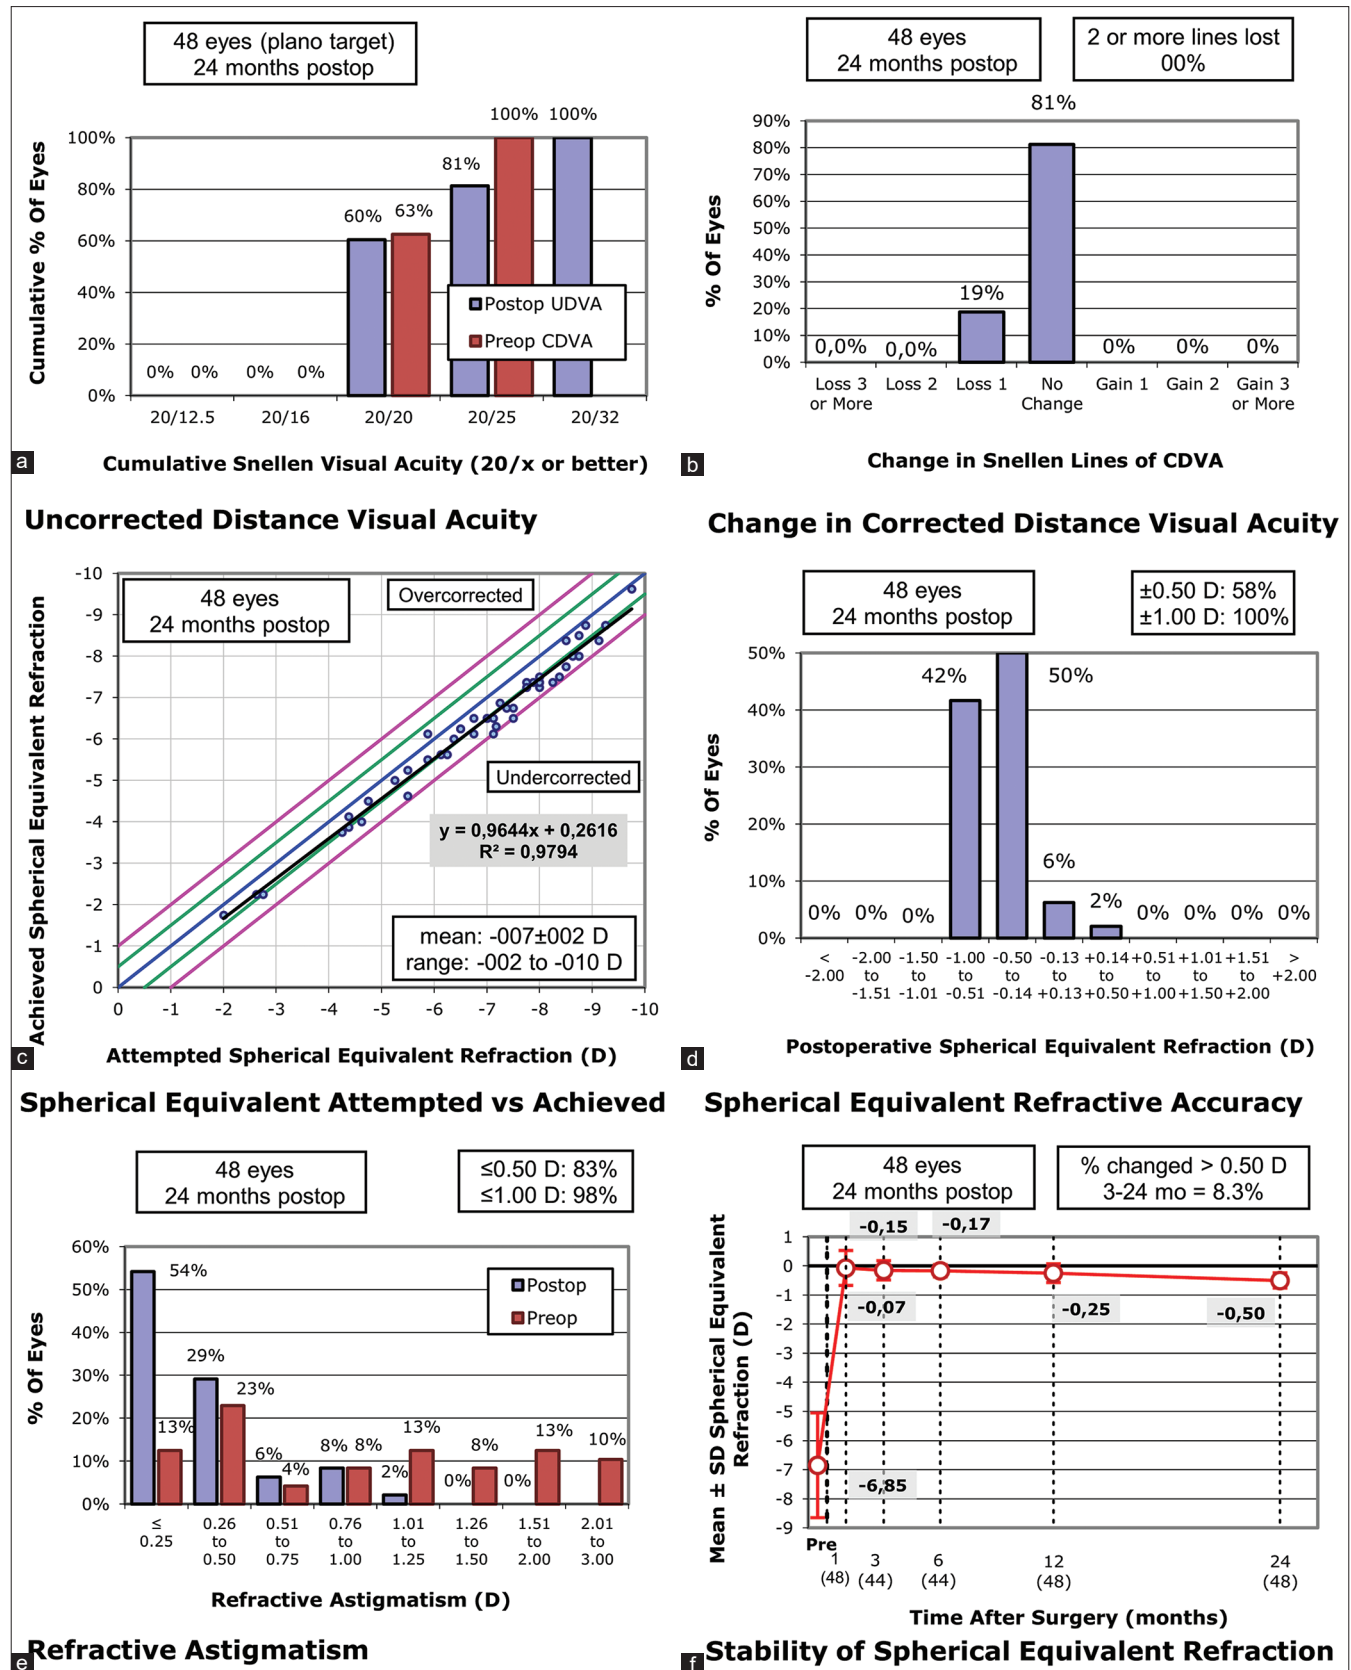 48 eyes (plano target)
24 months postop
100% 100%
100%
81%
80%
60% 63%
60%
40%
Postop UDVA
Preop CDVA
20%
0% 0% 0% 0%
0%
20/12.5 20/16 20/20 20/25 20/32
Cumulative % Of Eyes
Cumulative Snellen Visual Acuity (20/x or better)
a
Uncorrected Distance Visual Acuity
48 eyes
24 months postop
2 or more lines lost
00%
81%
90%
80%
70%
60%
50%
40%
30%
19%
20%
10%
0,0% 0,0% 0% 0% 0%
0%
Loss 3 Loss 2 Loss 1 No Gain 1 Gain 2 Gain 3
or More Change or More
% Of Eyes
Change in Snellen Lines of CDVA
b
Change in Corrected Distance Visual Acuity
-10
48 eyes
24 months postop
Overcorrected
-9
-8
-7
-6
Undercorrected
-5
-4
y = 0,9644x + 0,2616
R² = 0,9794
-3
-2
mean: -007±002 D
range: -002 to -010 D
-1
0
0 -1 -2 -3 -4 -5 -6 -7 -8 -9 -10
Achieved Spherical Equivalent Refraction
Attempted Spherical Equivalent Refraction (D)
c
Spherical Equivalent Attempted vs Achieved
48 eyes
24 months postop
±0.50 D: 58%
±1.00 D: 100%
50%
42% 50%
40%
30%
20%
6%
10%
2%
0% 0% 0% 0% 0% 0% 0%
0%
< -2.00 -1.50 -1.00 -0.50 -0.13 +0.14 +0.51 +1.01 +1.51 >
-2.00 to to to to to to to to to +2.00
-1.51 -1.01 -0.51 -0.14 +0.13 +0.50 +1.00 +1.50 +2.00
% Of Eyes
Postoperative Spherical Equivalent Refraction (D)
d
Spherical Equivalent Refractive Accuracy
48 eyes
24 months postop
≤0.50 D: 83%
≤1.00 D: 98%
60%
54%
50%
Postop
Preop
40%
29%
30%
23%
20%
13% 6% 4% 8% 8% 2% 13% 0% 8% 0% 13% 10%
10%
0%
≤ 0.26 0.51 0.76 1.01 1.26 1.51 2.01
0.25 to to to to to to to
0.50 0.75 1.00 1.25 1.50 2.00 3.00
% Of Eyes
Refractive Astigmatism (D)
e
Refractive Astigmatism
48 eyes
24 months postop
% changed > 0.50 D
3-24 mo = 8.3%
-0,15 -0,17
1
0
-1
-0,07 -0,25 -0,50
-2
-3
-4
-5
-6
-7
-6,85
-8
-9
Pre
1 3 6 12 24
(48) (44) (44) (48) (48)
Mean ± SD Spherical Equivalent
Refraction (D)
Time After Surgery (months)
f
Stability of Spherical Equivalent Refraction